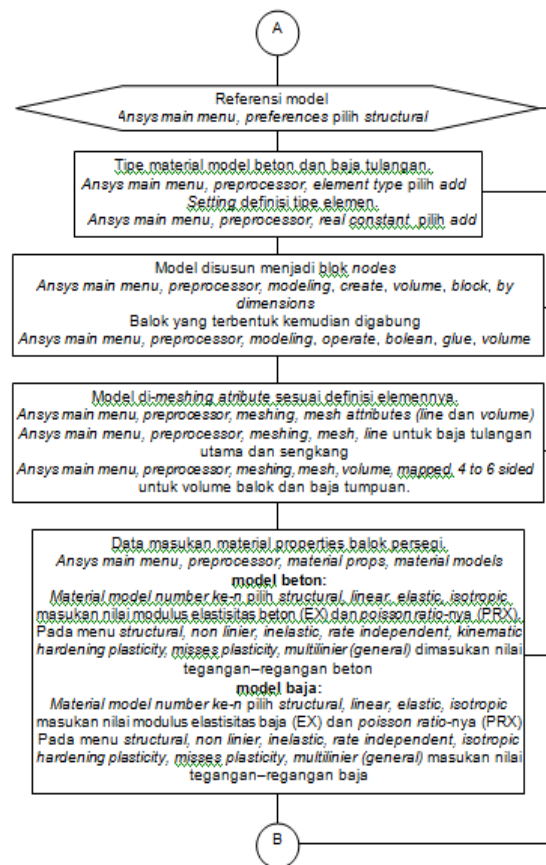 A
Referensi model
Ansys main menu, preferences pilih structural
Tipe material model beton dan baja tulangan.
Ansys main menu, preprocessor, element type pilih add
Setting definisi tipe elemen.
Ansys main menu, preprocessor, real constant pilih add
Model disusun menjadi blok nodes
Ansys main menu, preprocessor, modeling, create, volume, block, by
dimensions
Balok yang terbentuk kemudian digabung
Ansys main menu, preprocessor, modeling, operate, bolean, glue, volume
Model di-meshing atribute sesuai definisi elemennya.
Ansys main menu, preprocessor, meshing, mesh attributes (line dan volume)
Ansys main menu, preprocessor, meshing, mesh, line untuk baja tulangan
utama dan sengkang
Ansys main menu, preprocessor, meshing, mesh, volume, mapped, 4 to 6 sided
untuk volume balok dan baja tumpuan.
Data masukan material properties balok persegi.
Ansys main menu, preprocessor, material props, material models
model beton:
Material model number ke-n pilih structural, linear, elastic, isotropic
masukan nilai modulus elastisitas beton (EX) dan poisson ratio-nya (PRX).
Pada menu structural, non linier, inelastic, rate independent, kinematic
hardening plasticity, misses plasticity, multilinier (general) dimasukan nilai
tegangan–regangan beton
model baja:
Material model number ke-n pilih structural, linear, elastic, isotropic
masukan nilai modulus elastisitas baja (EX) dan poisson ratio-nya (PRX)
Pada menu structural, non linier, inelastic, rate independent, isotropic
hardening plasticity, misses plasticity, multilinier (general) masukan nilai
tegangan–regangan baja
B